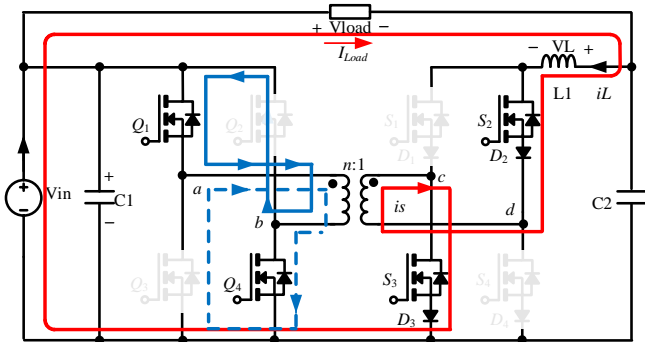 + Vload −
I_Load
− VL +
L1 iL
Q1
Q2
S1
D1
S2
D2
n:1
a
c
Vin
+
C1
−
is
b
d
C2
Q3
Q4
S3
D3
S4
D4